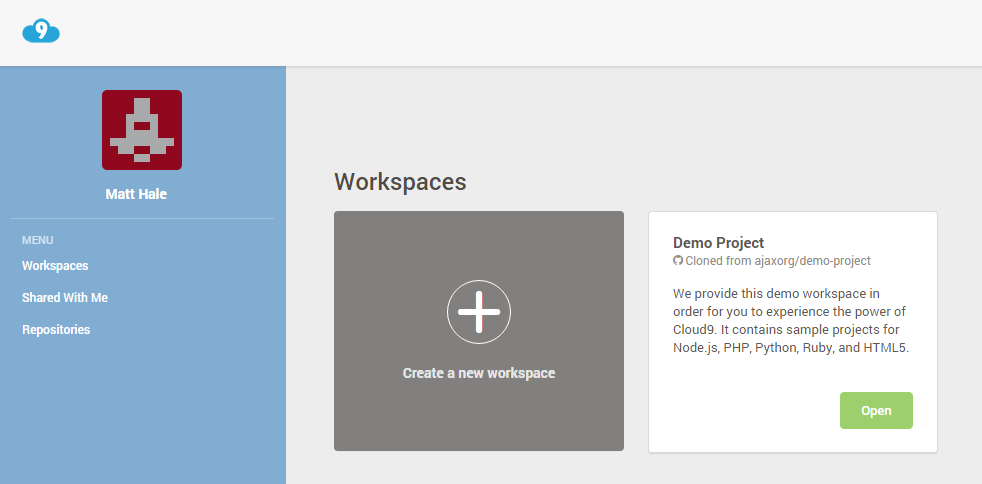 9
Matt Hale
MENU
Workspaces
Shared With Me
Repositories
Workspaces
Create a new workspace
Demo Project
Cloned from ajaxorg/demo-project
We provide this demo workspace in
order for you to experience the power of
Cloud9. It contains sample projects for
Node.js, PHP, Python, Ruby, and HTML5.
Open